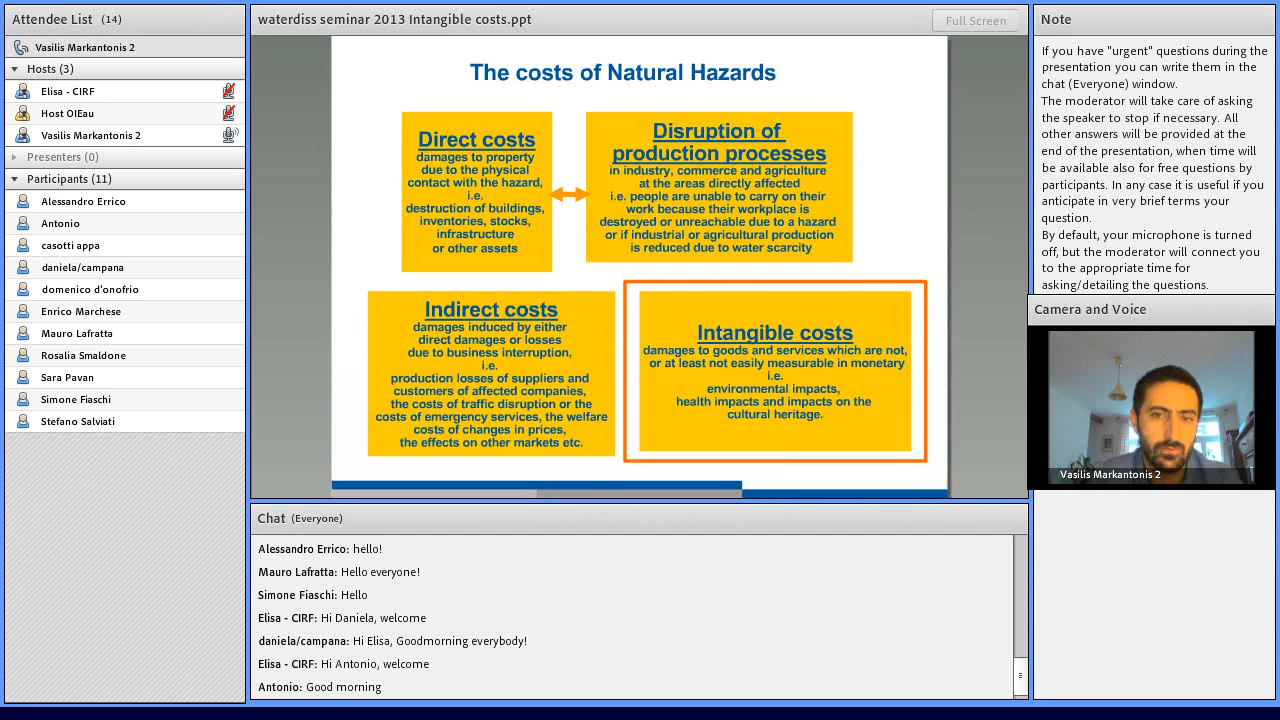 Attendee List (14)
Vasilis Markantonis 2
Hosts (3)
Elisa - CIRF
Host OIEau
Vasilis Markantonis 2
Presenters (0)
Participants (11)
Alessandro Errico
Antonio
casotti appa
daniela/campana
domenico d'onofrio
Enrico Marchese
Mauro Lafratta
Rosalia Smaldone
Sara Pavan
Simone Fiaschi
Stefano Salviati
waterdiss seminar 2013 Intangible costs.ppt
Full Screen
The costs of Natural Hazards
Direct costs
damages to property
due to the physical
contact with the hazard,
i.e.
destruction of buildings,
inventories, stocks,
infrastructure
or other assets
Disruption of
production processes
in industry, commerce and agriculture
at the areas directly affected
i.e. people are unable to carry on their
work because their workplace is
destroyed or unreachable due to a hazard
or if industrial or agricultural production
is reduced due to water scarcity
Indirect costs
damages induced by either
direct damages or losses
due to business interruption,
i.e.
production losses of suppliers and
customers of affected companies,
the costs of traffic disruption or the
costs of emergency services, the welfare
costs of changes in prices,
the effects on other markets etc.
Intangible costs
damages to goods and services which are not,
or at least not easily measurable in monetary
i.e.
environmental impacts,
health impacts and impacts on the
cultural heritage.
Chat (Everyone)
Alessandro Errico: hello!
Mauro Lafratta: Hello everyone!
Simone Fiaschi: Hello
Elisa - CIRF: Hi Daniela, welcome
daniela/campana: Hi Elisa, Goodmorning everybody!
Elisa - CIRF: Hi Antonio, welcome
Antonio: Good morning
Note
If you have "urgent" questions during the
presentation you can write them in the
chat (Everyone) window.
The moderator will take care of asking
the speaker to stop if necessary. All
other answers will be provided at the
end of the presentation, when time will
be available also for free questions by
participants. In any case it is useful if you
anticipate in very brief terms your
question.
By default, your microphone is turned
off, but the moderator will connect you
to the appropriate time for
asking/detailing the questions.
Camera and Voice
Vasilis Markantonis 2